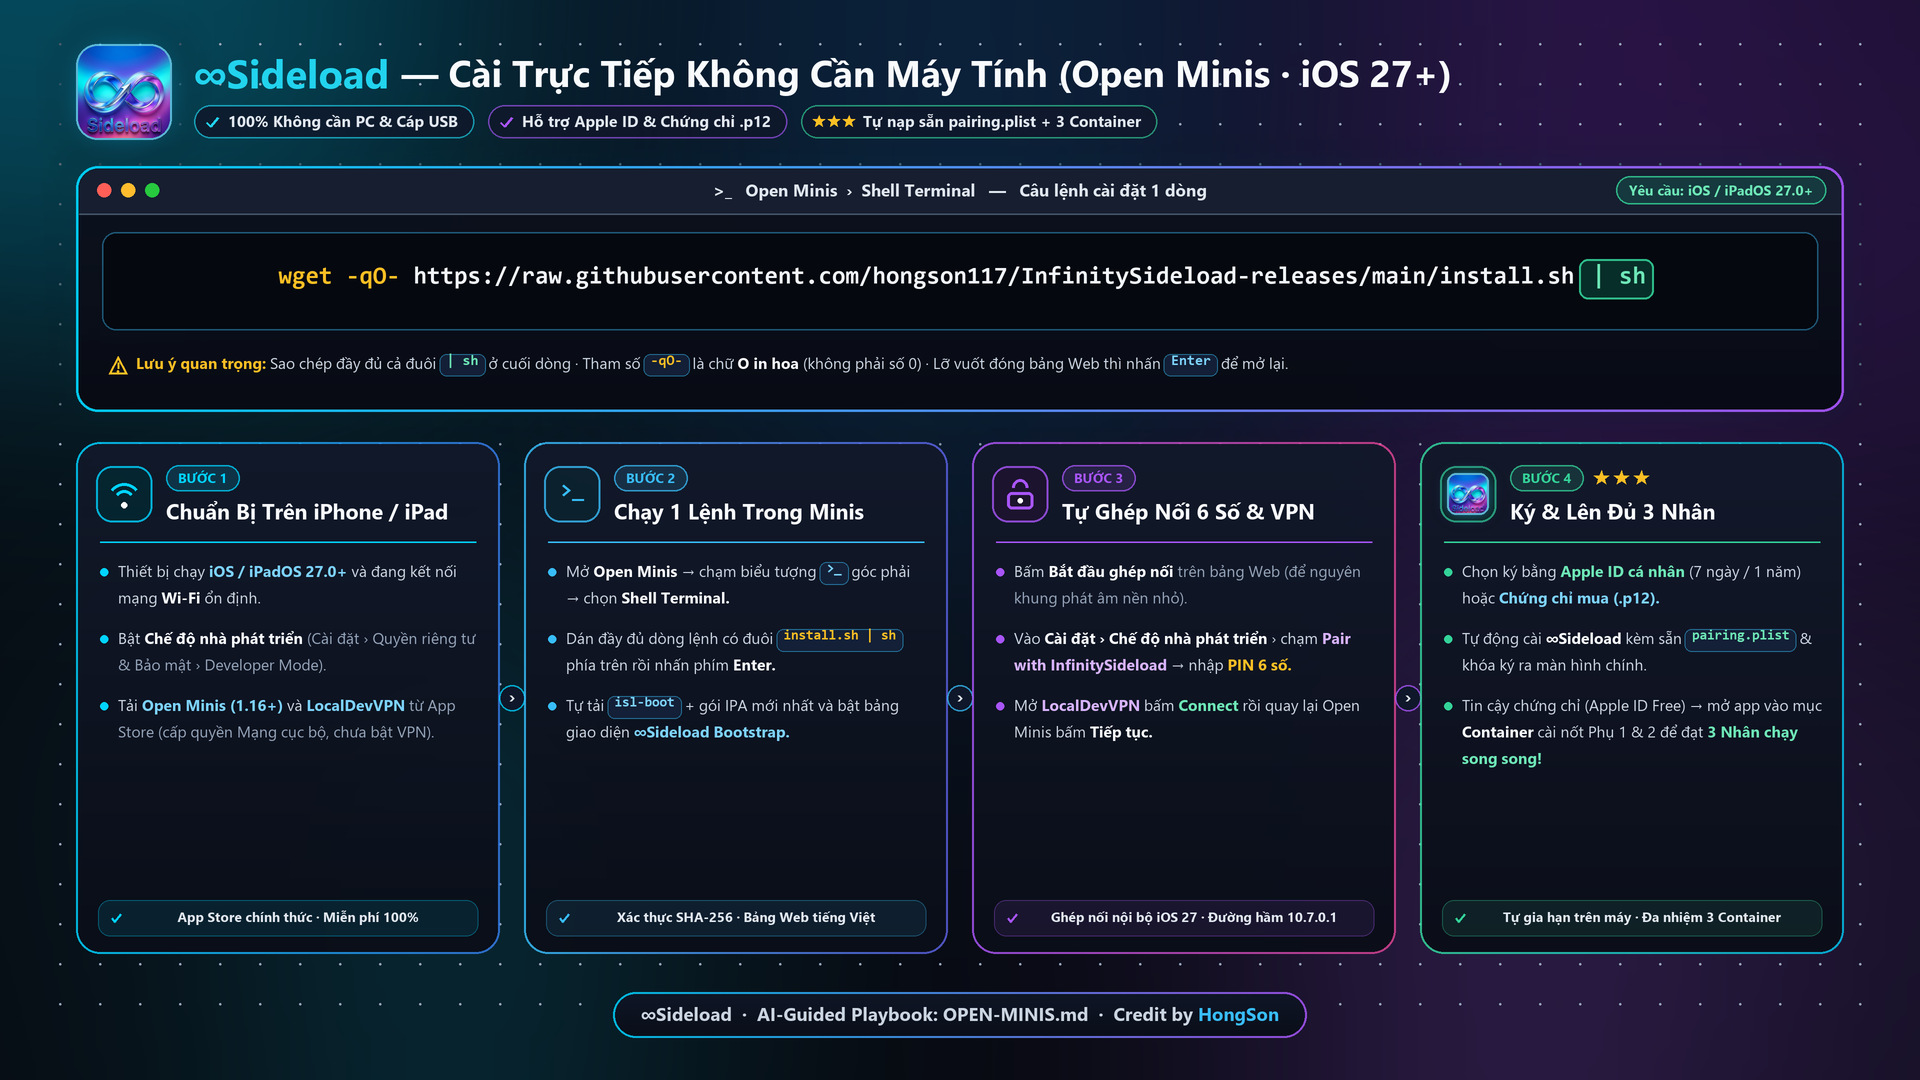 ∞Sideload — Cài Trực Tiếp Không Cần Máy Tính (Open Minis · iOS 27+)
Sideload
✓ 100% Không cần PC & Cáp USB
✓ Hỗ trợ Apple ID & Chứng chỉ .p12
★★★ Tự nạp sẵn pairing.plist + 3 Container
>_ Open Minis › Shell Terminal — Câu lệnh cài đặt 1 dòng
Yêu cầu: iOS / iPadOS 27.0+
wget -qO- https://raw.githubusercontent.com/hongson117/InfinitySideload-releases/main/install.sh | sh
⚠ Lưu ý quan trọng: Sao chép đầy đủ cả đuôi | sh ở cuối dòng · Tham số -qO- là chữ O in hoa (không phải số 0) · Lỡ vuốt đóng bảng Web thì nhấn Enter để mở lại.
BƯỚC 1
Chuẩn Bị Trên iPhone / iPad
Thiết bị chạy iOS / iPadOS 27.0+ và đang kết nối
mạng Wi-Fi ổn định.
Bật Chế độ nhà phát triển (Cài đặt › Quyền riêng tư
& Bảo mật › Developer Mode).
Tải Open Minis (1.16+) và LocalDevVPN từ App
Store (cấp quyền Mạng cục bộ, chưa bật VPN).
✓ App Store chính thức · Miễn phí 100%
>_
BƯỚC 2
Chạy 1 Lệnh Trong Minis
Mở Open Minis → chạm biểu tượng >_ góc phải
→ chọn Shell Terminal.
Dán đầy đủ dòng lệnh có đuôi install.sh | sh
phía trên rồi nhấn phím Enter.
Tự tải isl-boot + gói IPA mới nhất và bật bảng
giao diện ∞Sideload Bootstrap.
✓ Xác thực SHA-256 · Bảng Web tiếng Việt
BƯỚC 3
Tự Ghép Nối 6 Số & VPN
Bấm Bắt đầu ghép nối trên bảng Web (để nguyên
khung phát âm nền nhỏ).
Vào Cài đặt › Chế độ nhà phát triển › chạm Pair
with InfinitySideload → nhập PIN 6 số.
Mở LocalDevVPN bấm Connect rồi quay lại Open
Minis bấm Tiếp tục.
✓ Ghép nối nội bộ iOS 27 · Đường hầm 10.7.0.1
BƯỚC 4 ★★★
Ký & Lên Đủ 3 Nhân
Chọn ký bằng Apple ID cá nhân (7 ngày / 1 năm)
hoặc Chứng chỉ mua (.p12).
Tự động cài ∞Sideload kèm sẵn pairing.plist &
khóa ký ra màn hình chính.
Tin cậy chứng chỉ (Apple ID Free) → mở app vào mục
Container cài nốt Phụ 1 & 2 để đạt 3 Nhân chạy
song song!
✓ Tự gia hạn trên máy · Đa nhiệm 3 Container
∞Sideload · AI-Guided Playbook: OPEN-MINIS.md · Credit by HongSon